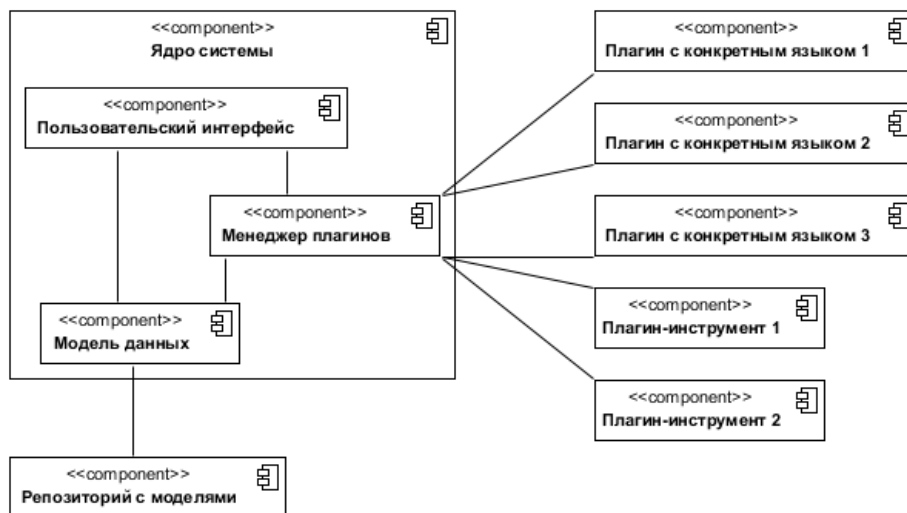 <<component>>
Ядро системы
<<component>>
Пользовательский интерфейс
<<component>>
Менеджер плагинов
<<component>>
Модель данных
<<component>>
Репозиторий с моделями
<<component>>
Плагин с конкретным языком 1
<<component>>
Плагин с конкретным языком 2
<<component>>
Плагин с конкретным языком 3
<<component>>
Плагин-инструмент 1
<<component>>
Плагин-инструмент 2